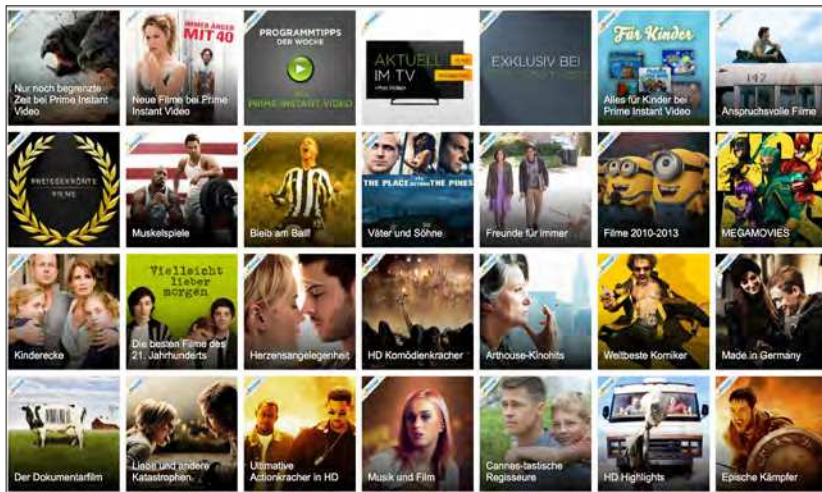 Nur noch begrenzte
Zeit bei Prime Instant
Video
IMMER ÄRGER
MIT 40
Neue Filme bei Prime
Instant Video
PROGRAMMTIPPS
DER WOCHE
PRIME INSTANT VIDEO
AKTUELL
IM TV
EXKLUSIV BEI
Für Kinder
Alles für Kinder bei
Prime Instant Video
142
Anspruchsvolle Filme
PREISGEKRÖNTE
FILME
Muskelspiele
Bleib am Ball!
THE PLACE BEYOND THE PINES
Väter und Söhne
Freunde für immer
Filme 2010-2013
MEGAMOVIES
Kinderecke
Vielleicht
lieber
morgen
Die besten Filme des
21. Jahrhunderts
Herzensangelegenheit
HD Komödienkracher
Arthouse-Kinohits
Weltbeste Komiker
Made in Germany
Der Dokumentarfilm
Liebe und andere
Katastrophen
Ultimative
Actionkracher in HD
Musik und Film
Cannes-tastische
Regisseure
HD Highlights
Epische Kämpfer